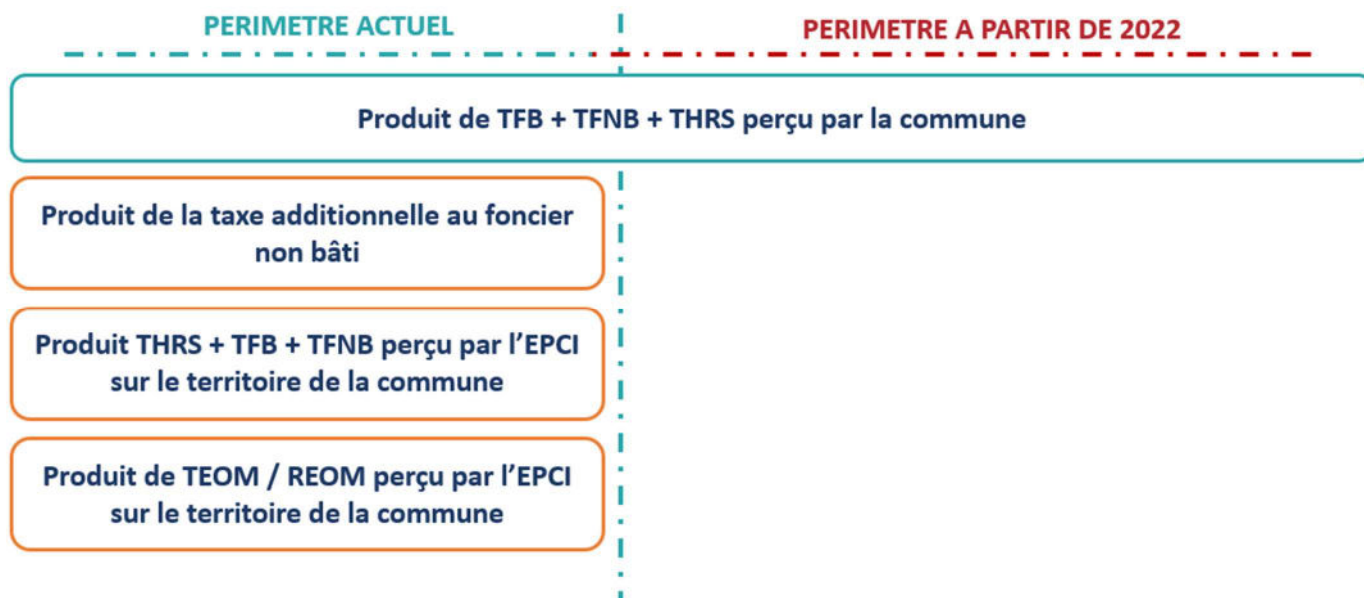 PERIMETRE ACTUEL
PERIMETRE A PARTIR DE 2022
Produit de TFB + TFNB + THRS perçu par la commune
Produit de la taxe additionnelle au foncier
non bâti
Produit THRS + TFB + TFNB perçu par l’EPCI
sur le territoire de la commune
Produit de TEOM / REOM perçu par l’EPCI
sur le territoire de la commune